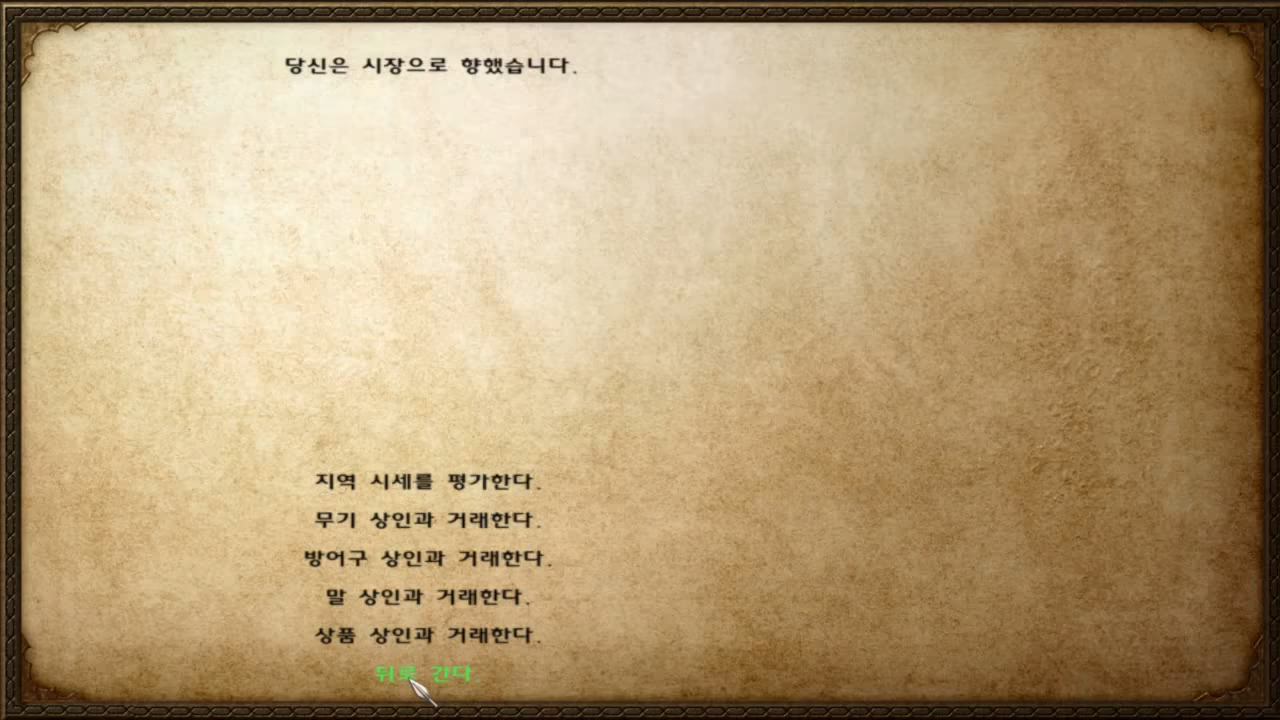 당신은 시장으로 향했습니다.
지역 시세를 평가한다.
무기 상인과 거래한다.
방어구 상인과 거래한다.
말 상인과 거래한다.
상품 상인과 거래한다.
뒤로 간다.